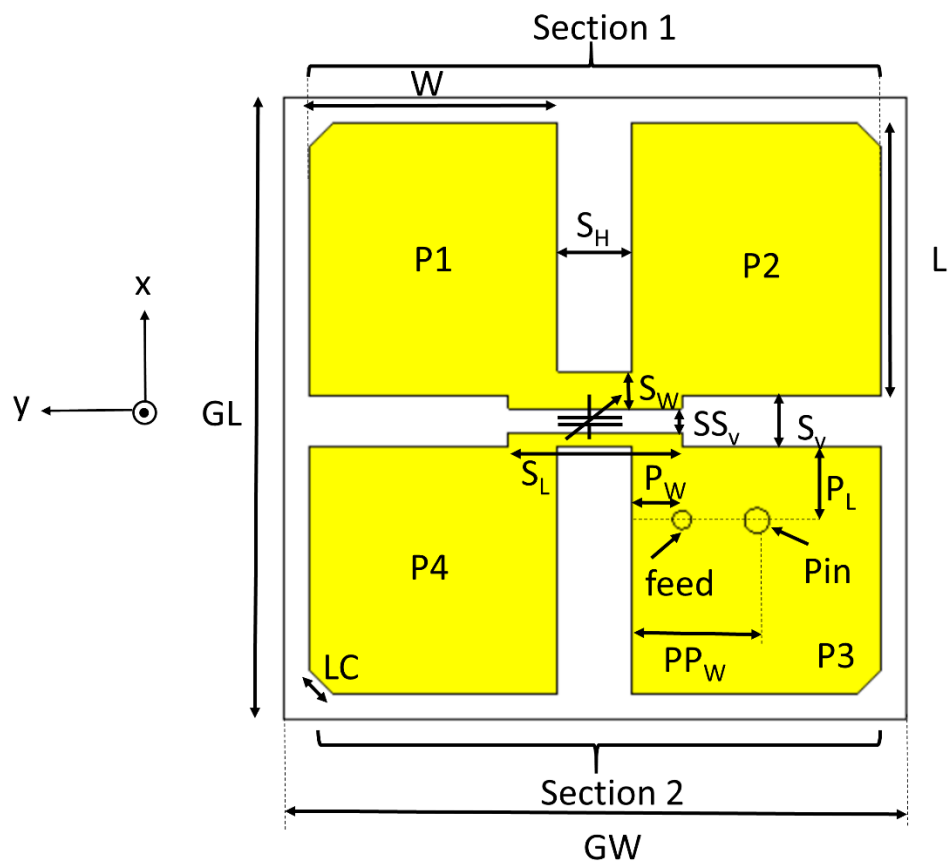 Section 1
W
S_H
P1
P2
L
x
y
GL
S_W
SS_v
S_v
S_L
P_W
P_L
P4
feed
Pin
PP_W
P3
LC
Section 2
GW